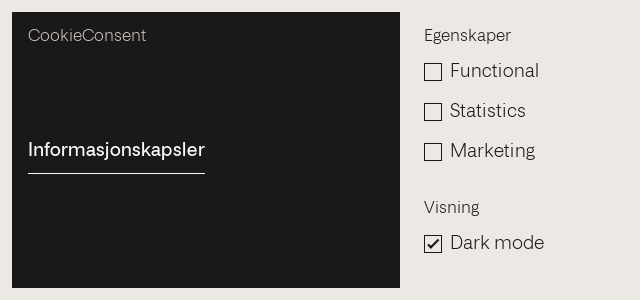 CookieConsent
Informasjonskapsler
Egenskaper
Functional
Statistics
Marketing
Visning
Dark mode